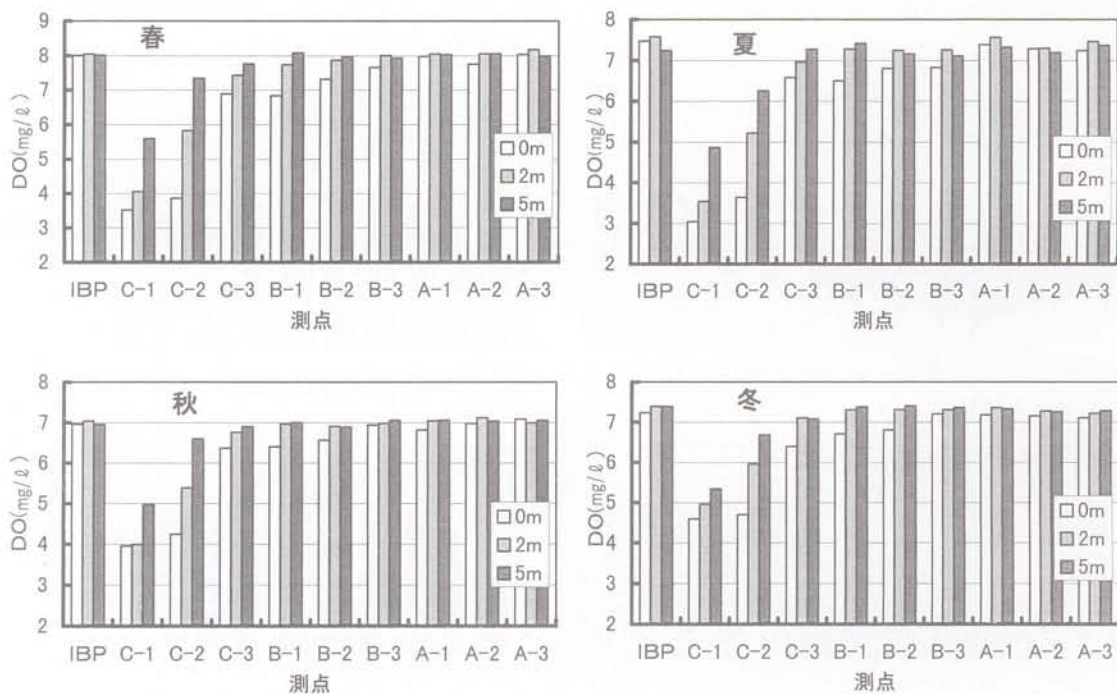 春
9
8
7
6
5
4
3
2
DO(mg/ℓ)
0m
2m
5m
IBP C-1 C-2 C-3 B-1 B-2 B-3 A-1 A-2 A-3
測点
夏
8
7
6
5
4
3
2
DO(mg/ℓ)
0m
2m
5m
IBP C-1 C-2 C-3 B-1 B-2 B-3 A-1 A-2 A-3
測点
秋
8
7
6
5
4
3
2
DO(mg/ℓ)
0m
2m
5m
IBP C-1 C-2 C-3 B-1 B-2 B-3 A-1 A-2 A-3
測点
冬
8
7
6
5
4
3
2
DO(mg/ℓ)
0m
2m
5m
IBP C-1 C-2 C-3 B-1 B-2 B-3 A-1 A-2 A-3
測点